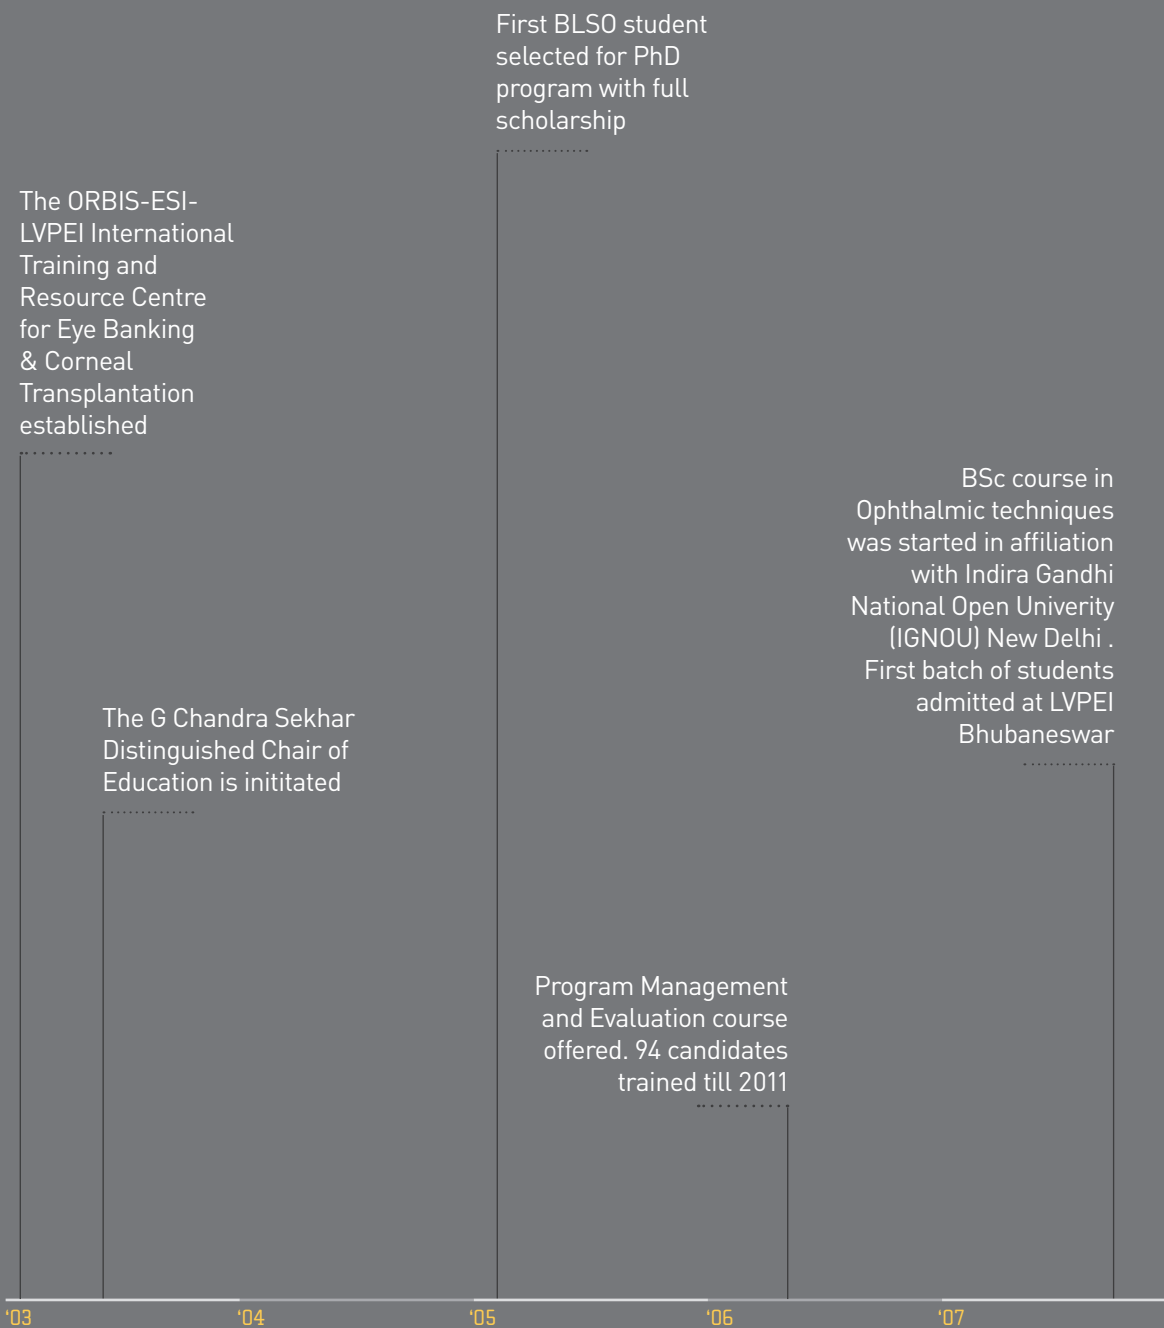 First BLSO student
selected for PhD
program with full
scholarship
The ORBIS-ESI-
LVPEI International
Training and
Resource Centre
for Eye Banking
& Corneal
Transplantation
established
BSc course in
Ophthalmic techniques
was started in affiliation
with Indira Gandhi
National Open Univerity
(IGNOU) New Delhi .
First batch of students
admitted at LVPEI
Bhubaneswar
The G Chandra Sekhar
Distinguished Chair of
Education is inititated
Program Management
and Evaluation course
offered. 94 candidates
trained till 2011
‘03 ‘04 ‘05 ‘06 ‘07